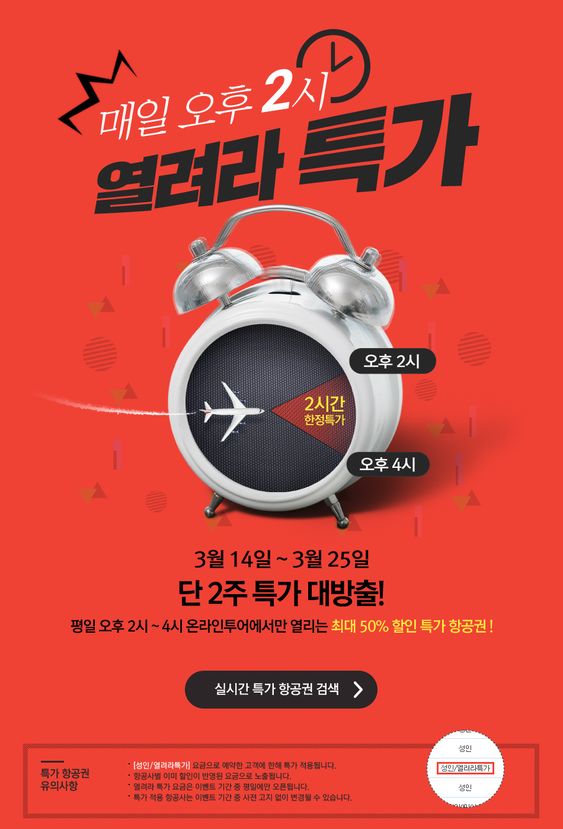 매일 오후 2시
열려라 특가
오후 2시
2시간
한정특가
오후 4시
3월 14일 ~ 3월 25일
단 2주 특가 대방출!
평일 오후 2시 ~ 4시 온라인투어에서만 열리는 최대 50% 할인 특가 항공권 !
실시간 특가 항공권 검색
특가 항공권
유의사항
· [성인/열려라특가] 요금으로 예약한 고객에 한해 특가 적용됩니다.
· 항공사별 이미 할인이 반영된 요금으로 노출됩니다.
· 열려라 특가 요금은 이벤트 기간 중 평일에만 오픈됩니다.
· 특가 적용 항공사는 이벤트 기간 중 사전 고지 없이 변경될 수 있습니다.
성인
성인/열려라특가
성인